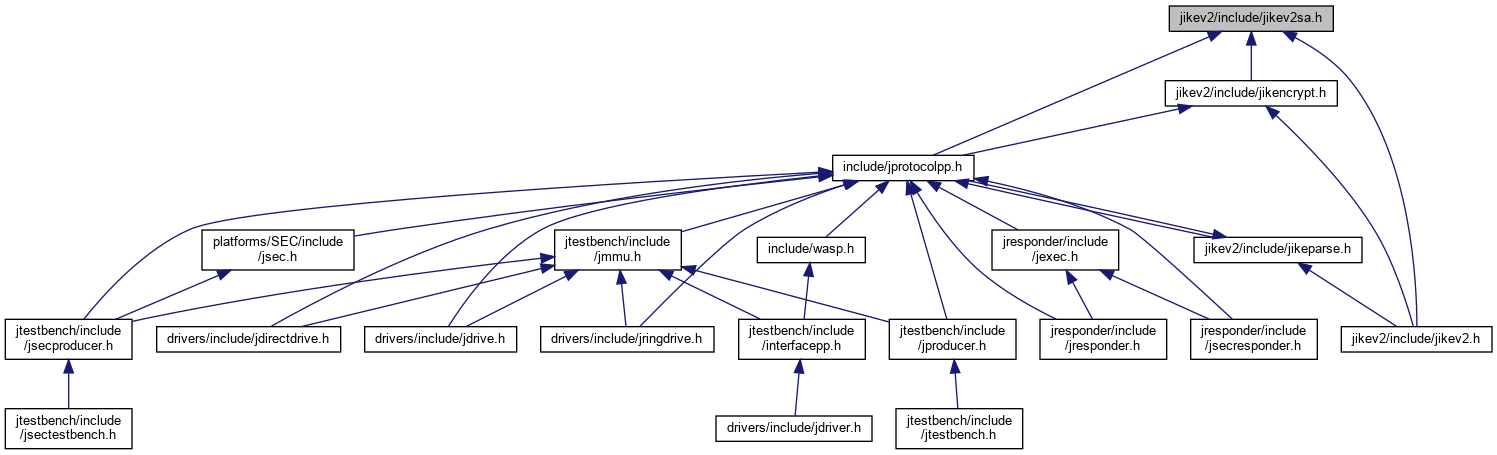 jikev2/include/jikev2sa.h
jikev2/include/jikencrypt.h
include/jprotocolpp.h
platforms/SEC/include
/jsec.h
jtestbench/include
/jmmu.h
include/wasp.h
jresponder/include
/jexec.h
jikev2/include/jikeparse.h
jtestbench/include
/jsecproducer.h
drivers/include/jdirectdrive.h
drivers/include/jdrive.h
drivers/include/jringdrive.h
jtestbench/include
/interfacepp.h
jtestbench/include
/jproducer.h
jresponder/include
/jresponder.h
jresponder/include
/jsecresponder.h
jikev2/include/jikev2.h
jtestbench/include
/jsectestbench.h
drivers/include/jdriver.h
jtestbench/include
/jtestbench.h